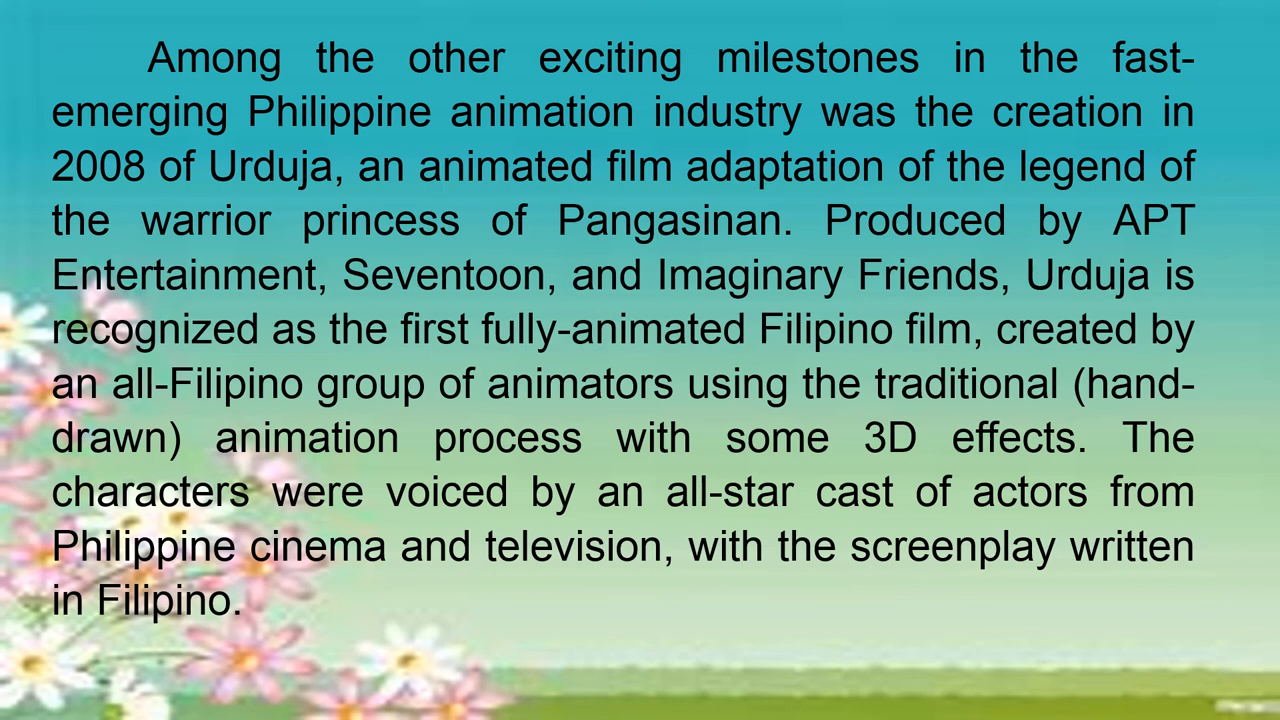 Among the other exciting milestones in the fast-
emerging Philippine animation industry was the creation in
2008 of Urduja, an animated film adaptation of the legend of
the warrior princess of Pangasinan. Produced by APT
Entertainment, Seventoon, and Imaginary Friends, Urduja is
recognized as the first fully-animated Filipino film, created by
an all-Filipino group of animators using the traditional (hand-
drawn) animation process with some 3D effects. The
characters were voiced by an all-star cast of actors from
Philippine cinema and television, with the screenplay written
in Filipino.